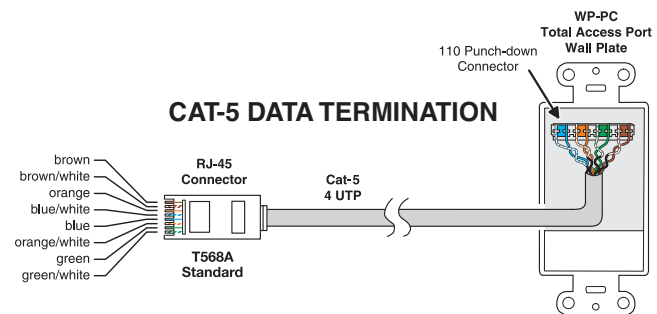 WP-PC
Total Access Port
Wall Plate
110 Punch-down
Connector
CAT-5 DATA TERMINATION
brown
brown/white
orange
blue/white
blue
orange/white
green
green/white
RJ-45
Connector
T568A
Standard
Cat-5
4 UTP